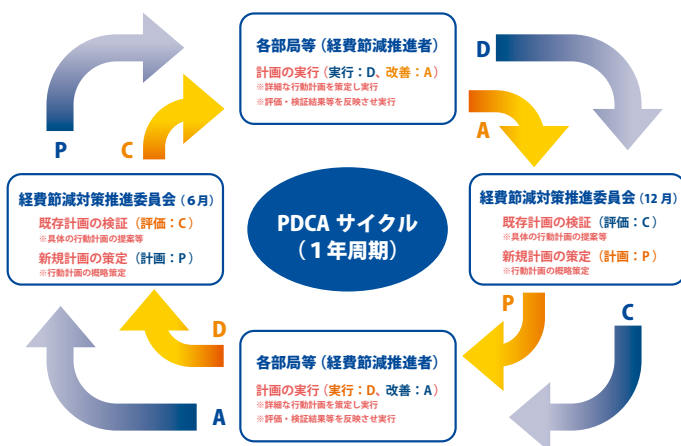 各部局等（経費節減推進者）
計画の実行（実行：D、改善：A）
※詳細な行動計画を策定し実行
※評価・検証結果等を反映させ実行
D
P
C
A
経費節減対策推進委員会（6月）
既存計画の検証（評価：C）
※具体の行動計画の提案等
新規計画の策定（計画：P）
※行動計画の概略策定
PDCA サイクル
（１年周期）
経費節減対策推進委員会（12月）
既存計画の検証（評価：C）
※具体の行動計画の提案等
新規計画の策定（計画：P）
※行動計画の概略策定
P
C
D
A
各部局等（経費節減推進者）
計画の実行（実行：D、改善：A）
※詳細な行動計画を策定し実行
※評価・検証結果等を反映させ実行